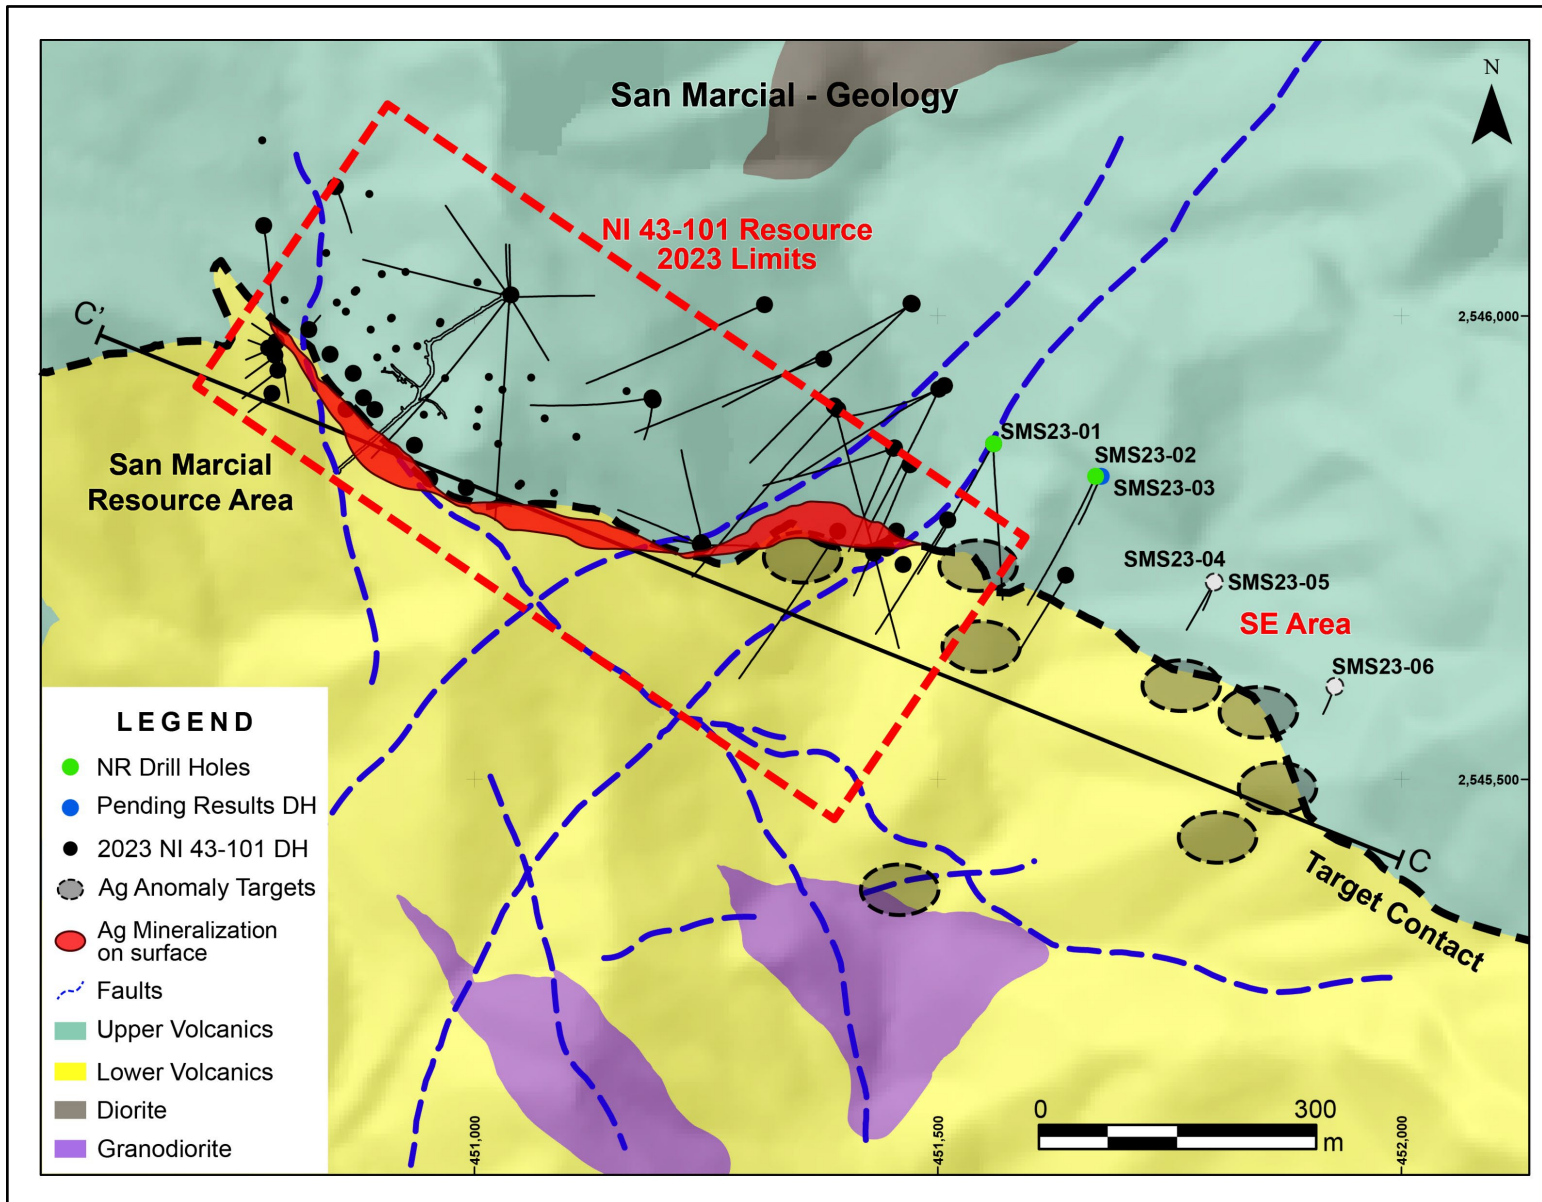 San Marcial - Geology
N
NI 43-101 Resource
2023 Limits
C'
2,546,000
SMS23-01
SMS23-02
SMS23-03
San Marcial
Resource Area
SMS23-04
SMS23-05
SE Area
SMS23-06
LEGEND
NR Drill Holes
Pending Results DH
2023 NI 43-101 DH
Ag Anomaly Targets
Ag Mineralization
on surface
Faults
Upper Volcanics
Lower Volcanics
Diorite
Granodiorite
2,545,500
C
Target Contact
0
300
m
451,000
451,500
452,000